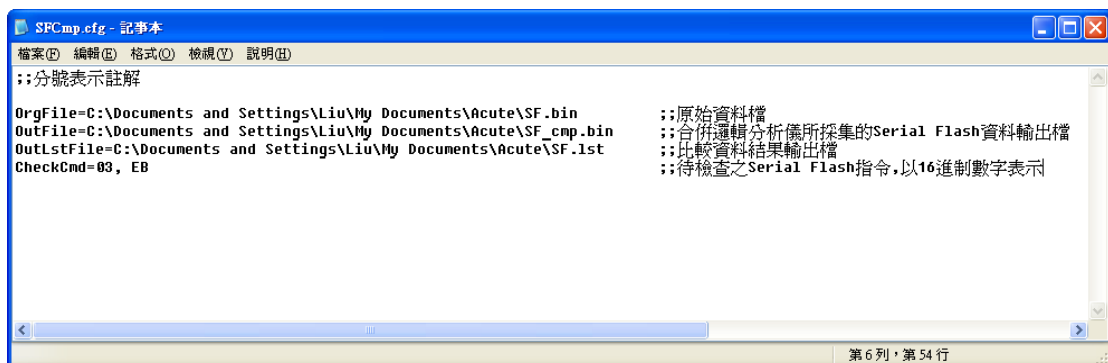 SFCmp.cfg - 記事本
檔案(F) 編輯(E) 格式(O) 檢視(V) 說明(H)
;;分號表示註解
OrgFile=C:\Documents and Settings\Liu\My Documents\Acute\SF.bin ;;原始資料檔
OutFile=C:\Documents and Settings\Liu\My Documents\Acute\SF_cmp.bin ;;合併邏輯分析儀所採集的Serial Flash資料輸出檔
OutLstFile=C:\Documents and Settings\Liu\My Documents\Acute\SF.lst ;;比較資料結果輸出檔
CheckCmd=03, EB ;;待檢查之Serial Flash指令,以16進制數字表示
第6列，第54行